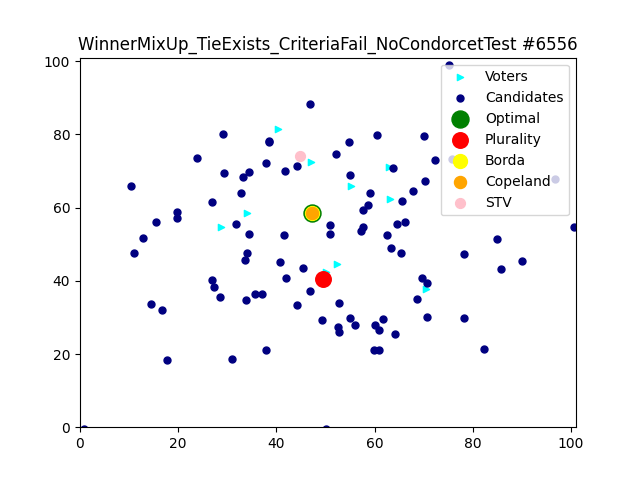 WinnerMixUp_TieExists_CriteriaFail_NoCondorcetTest #6556
100
80
60
40
20
0
0
20
40
60
80
100
Voters
Candidates
Optimal
Plurality
Borda
Copeland
STV